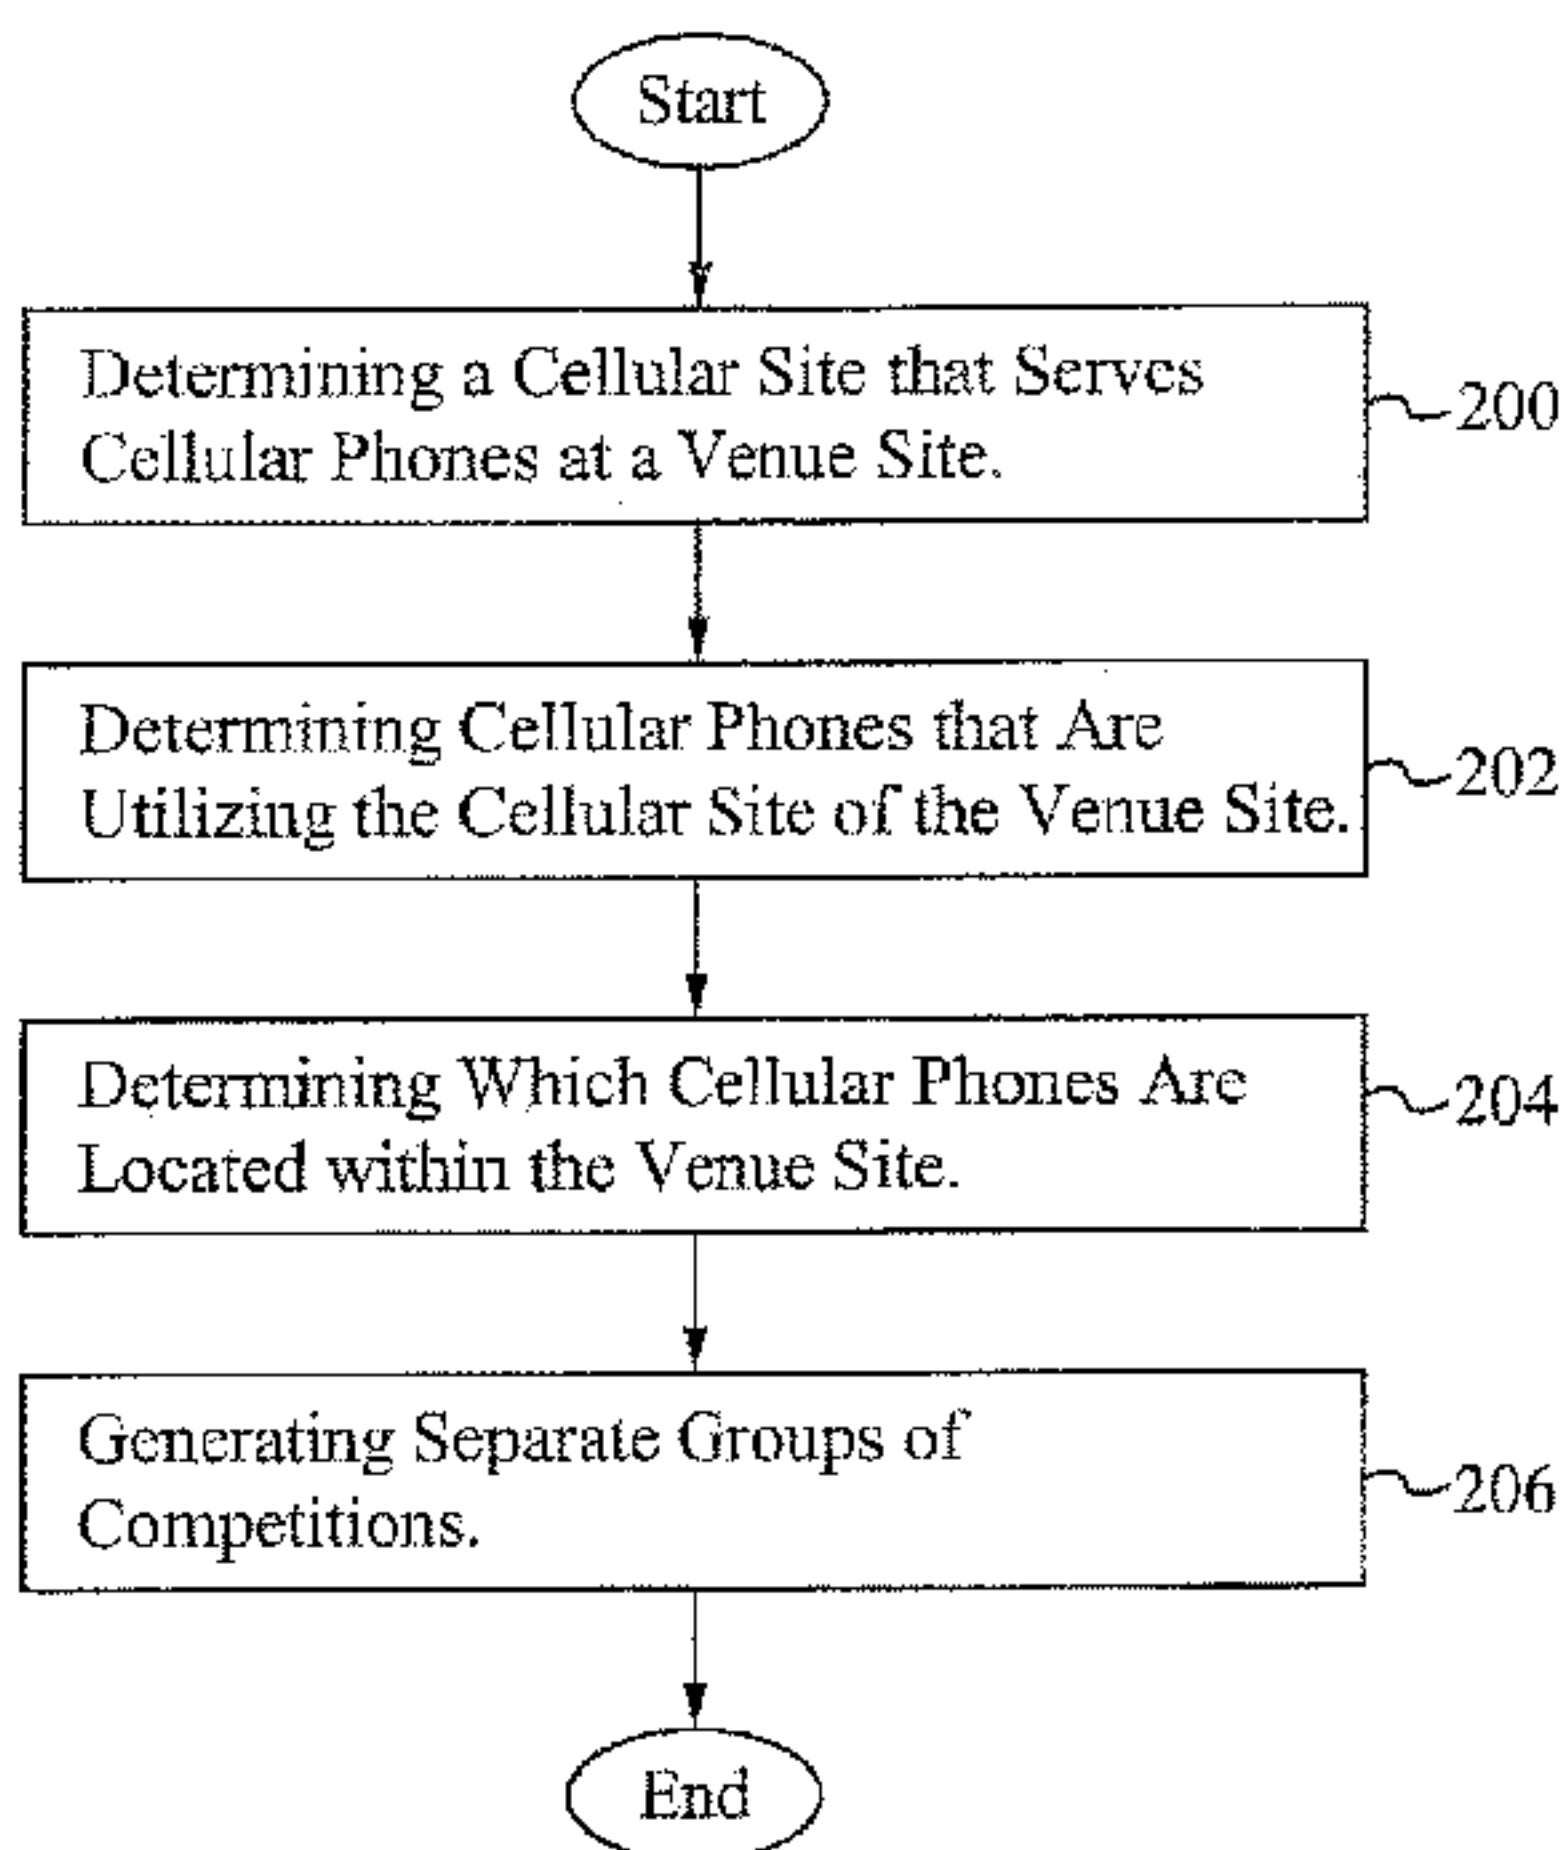 Start
Determining a Cellular Site that Serves
Cellular Phones at a Venue Site.
200
Determining Cellular Phones that Are
Utilizing the Cellular Site of the Venue Site.
202
Determining Which Cellular Phones Are
Located within the Venue Site.
204
Generating Separate Groups of
Competitions.
206
End